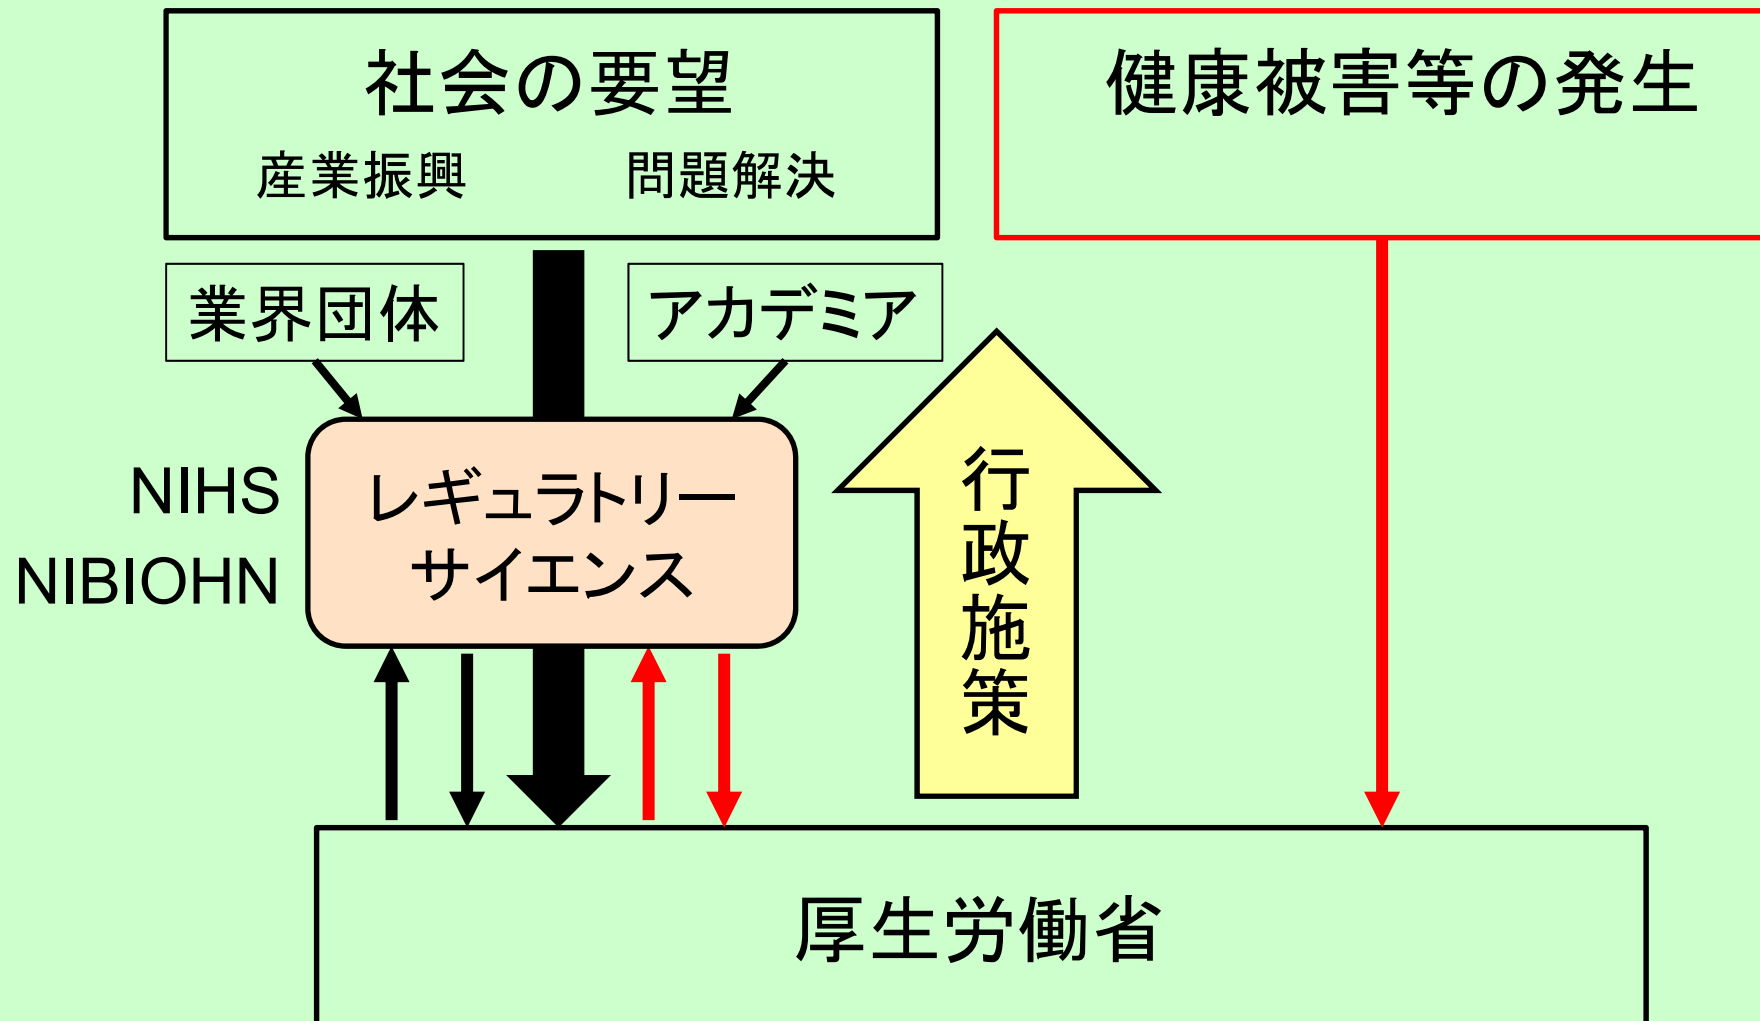 社会の要望
産業振興 問題解決
健康被害等の発生
業界団体
アカデミア
NIHS
NIBIOHN
レギュラトリー
サイエンス
行政施策
厚生労働省